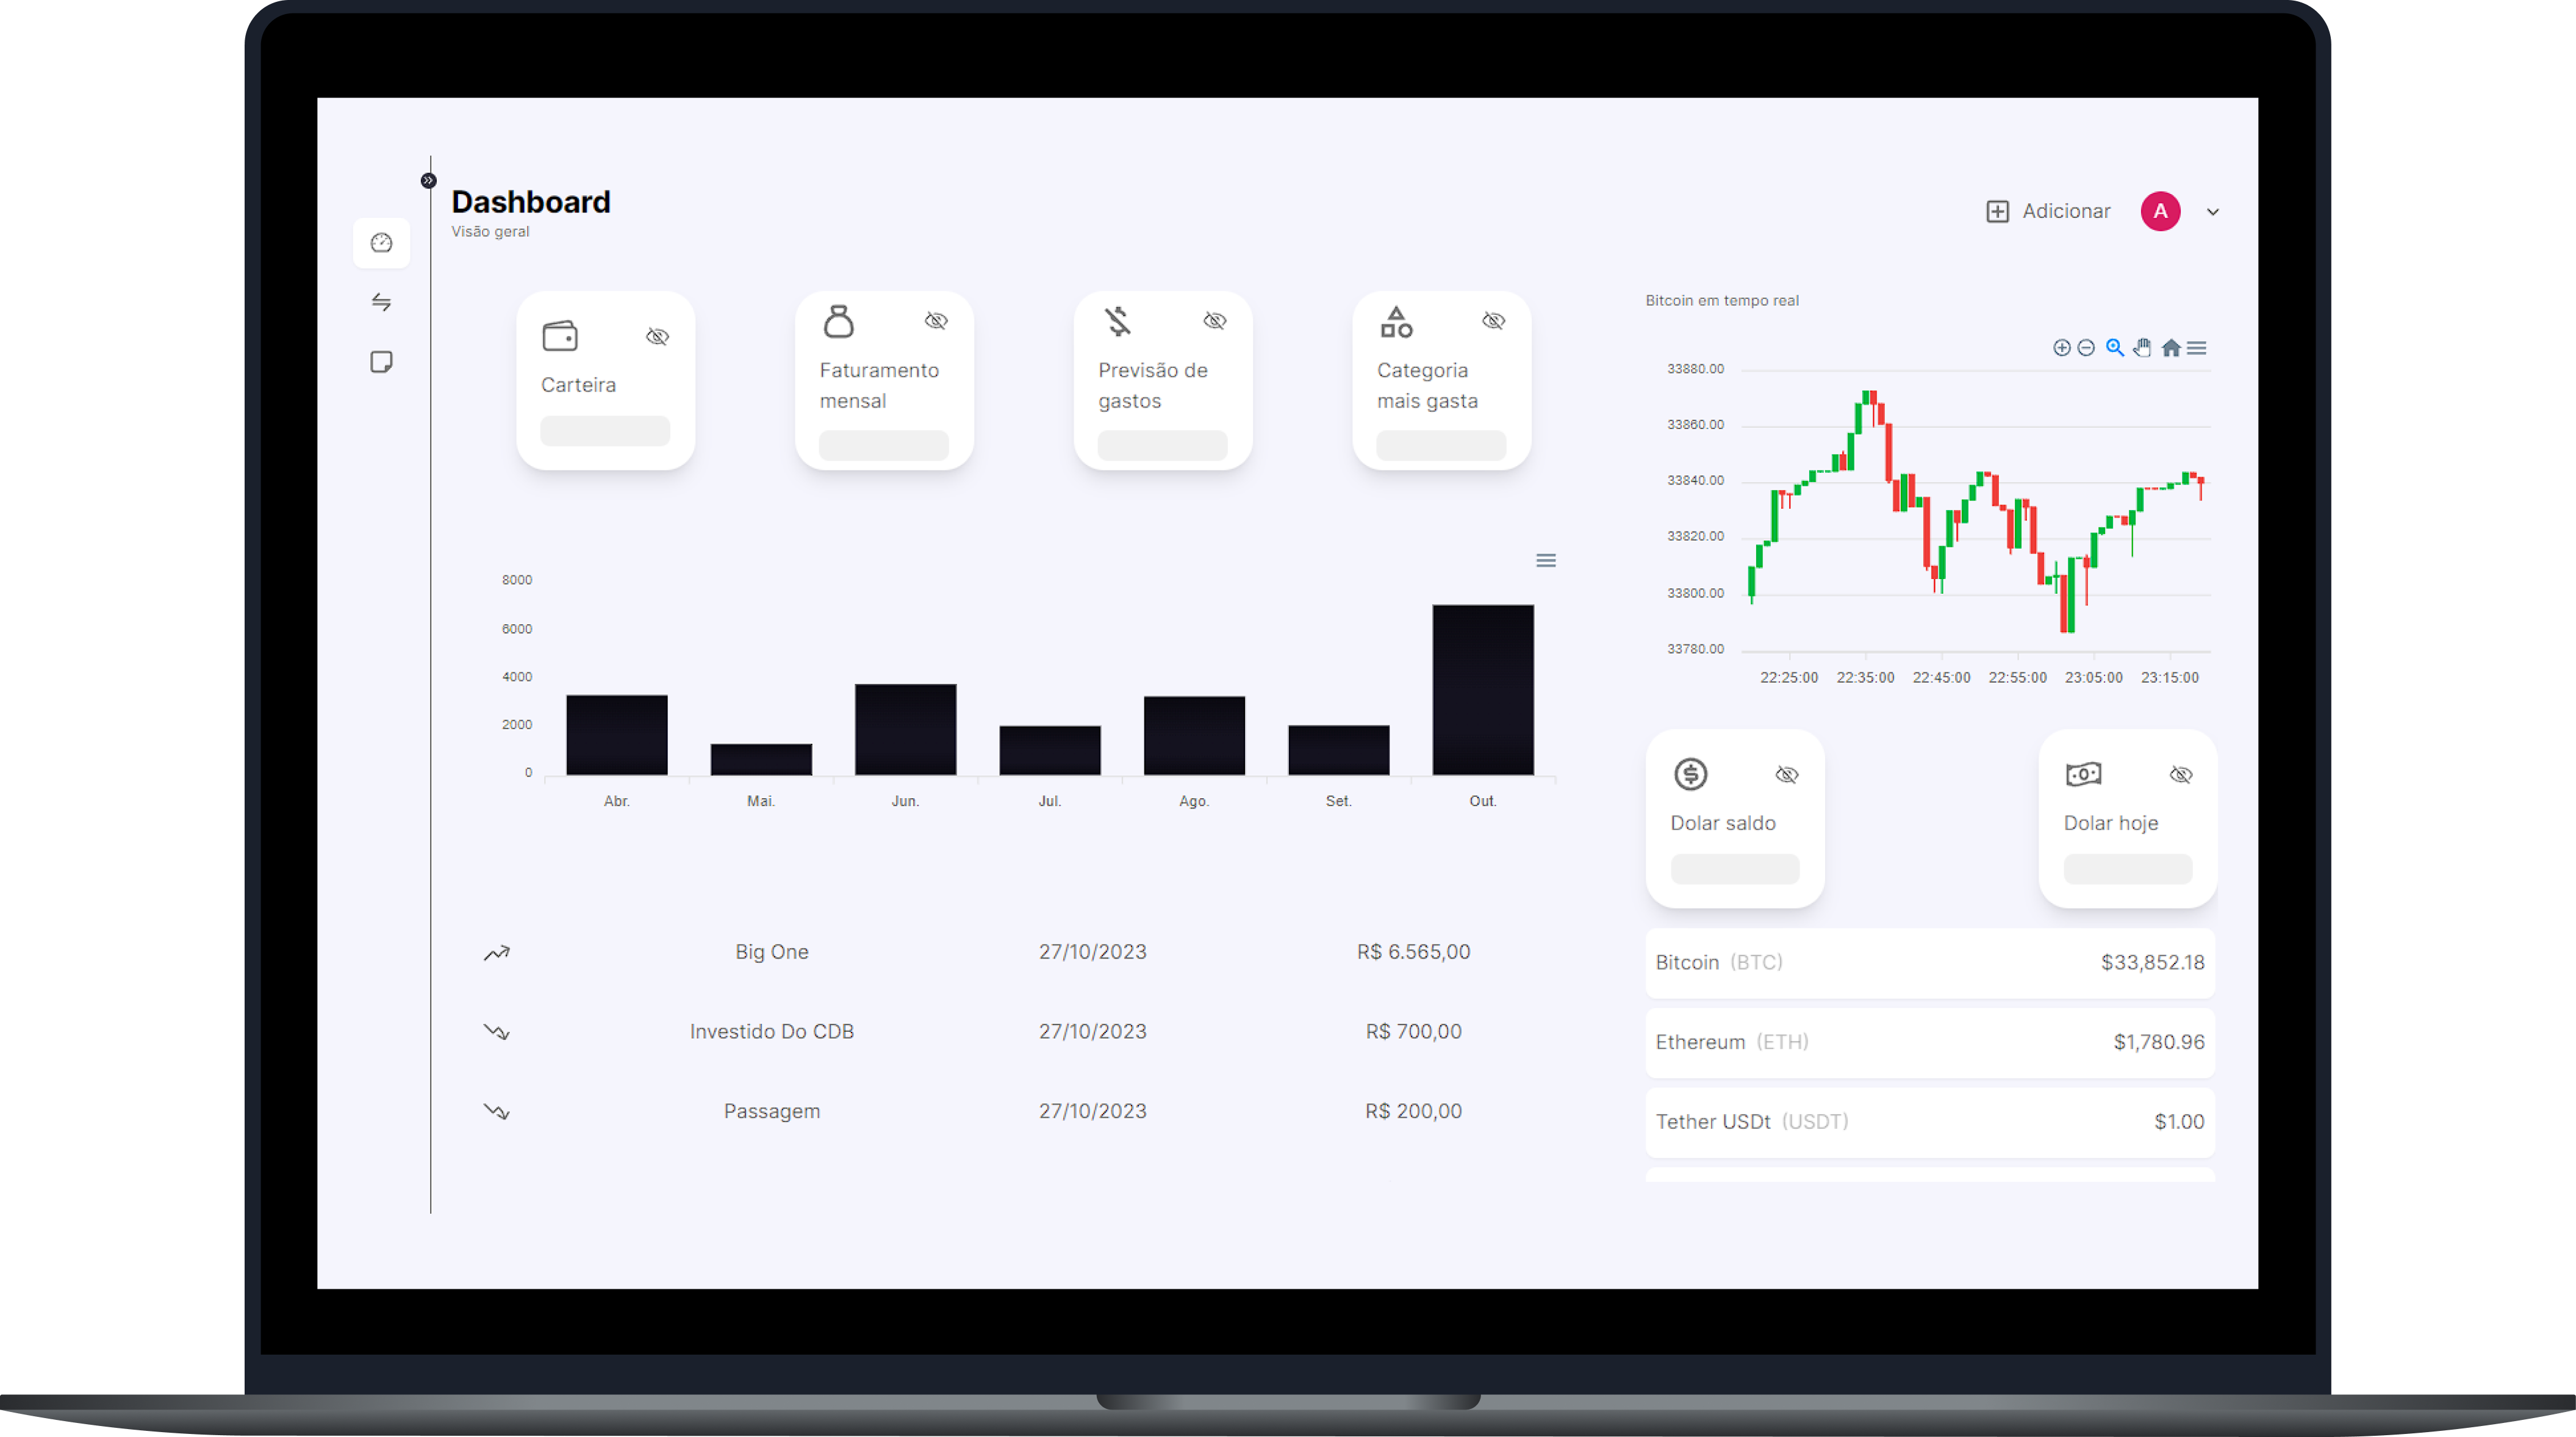 Dashboard
Visão geral
Adicionar
A
Carteira
Faturamento
mensal
Previsão de
gastos
Categoria
mais gasta
8000
6000
4000
2000
0
Abr. Mai. Jun. Jul. Ago. Set. Out.
Big One 27/10/2023 R$ 6.565,00
Investido Do CDB 27/10/2023 R$ 700,00
Passagem 27/10/2023 R$ 200,00
Bitcoin em tempo real
33880.00
33860.00
33840.00
33820.00
33800.00
33780.00
22:25:00 22:35:00 22:45:00 22:55:00 23:05:00 23:15:00
Dolar saldo
Dolar hoje
Bitcoin (BTC) $33,852.18
Ethereum (ETH) $1,780.96
Tether USDt (USDT) $1.00